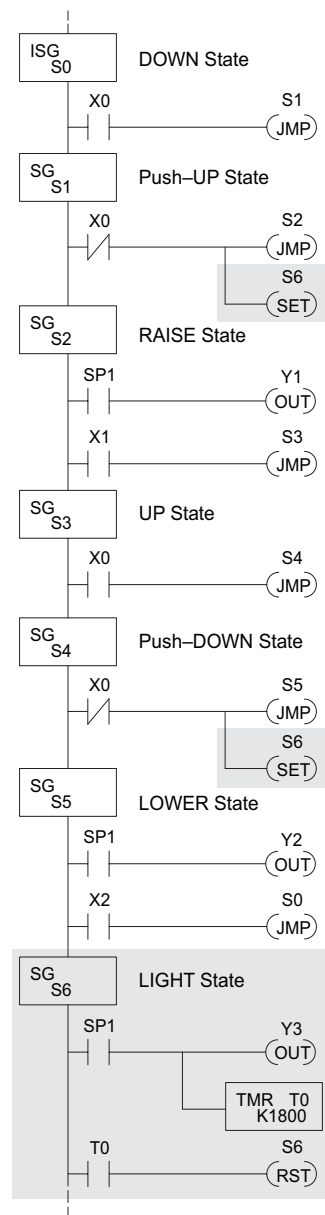 ISG
S0
DOWN State
X0
S1
JMP
SG
S1
Push–UP State
X0
S2
JMP
S6
SET
SG
S2
RAISE State
SP1
Y1
OUT
X1
S3
JMP
SG
S3
UP State
X0
S4
JMP
SG
S4
Push–DOWN State
X0
S5
JMP
S6
SET
SG
S5
LOWER State
SP1
Y2
OUT
X2
S0
JMP
SG
S6
LIGHT State
SP1
Y3
OUT
TMR T0
K1800
T0
S6
RST